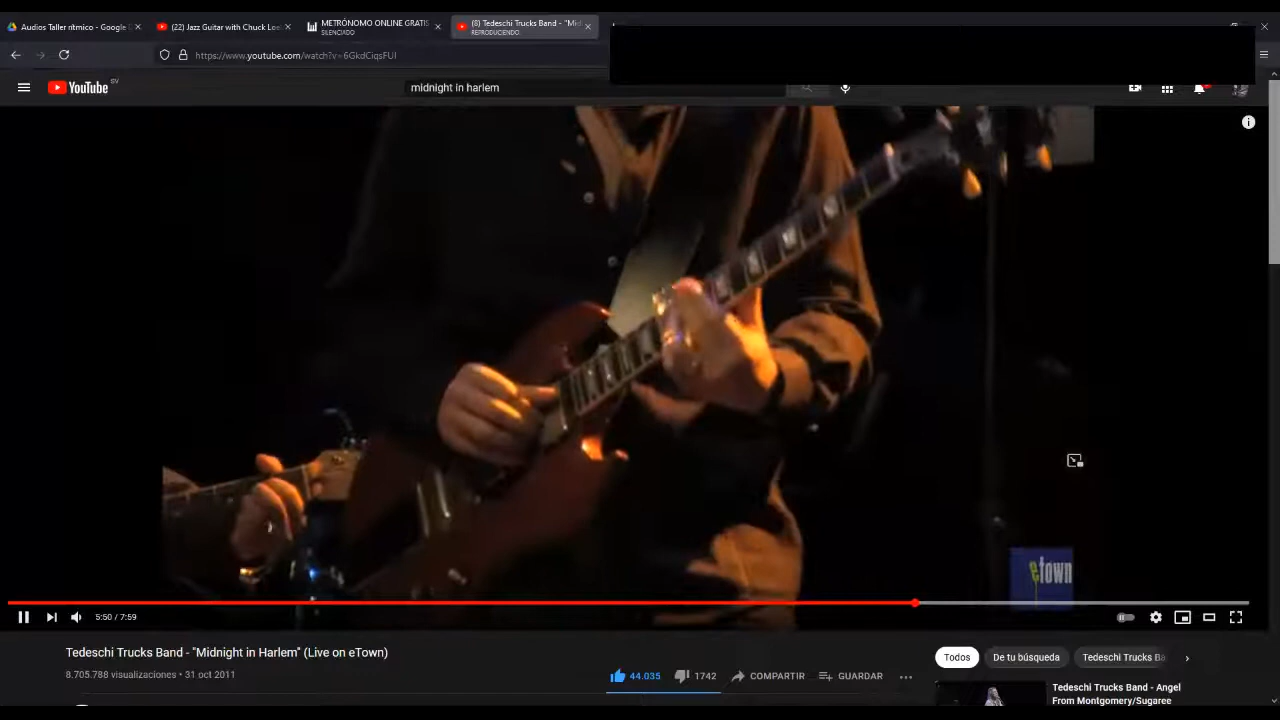 Audios Taller rítmico - Google
(22) Jazz Guitar with Chuck Loe
METRÓNOMO ONLINE GRATIS
SILENCIADO
(8) Tedeschi Trucks Band - "Mid
REPRODUCIENDO
https://www.youtube.com/watch?v=6GkdCiqsFUI
YouTube SV
midnight in harlem
etown
5:50 / 7:59
Tedeschi Trucks Band - "Midnight in Harlem" (Live on eTown)
8.705.788 visualizaciones • 31 oct 2011
44.035
1742
COMPARTIR
GUARDAR
Todos
De tu búsqueda
Tedeschi Trucks Ba
Tedeschi Trucks Band - Angel
From Montgomery/Sugaree